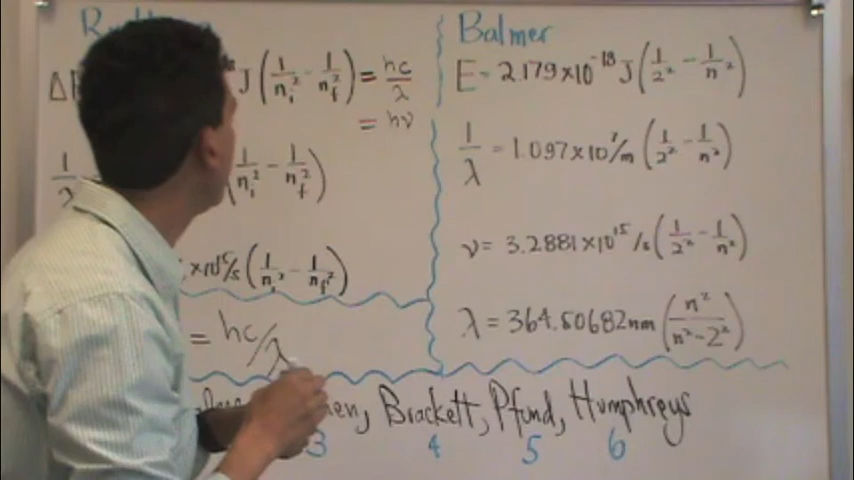 J(1/nᵢ² - 1/n_f²) = hc/λ
= hν
1/λ (1/nᵢ² - 1/n_f²)
×10¹⁵/s (1/nᵢ² - 1/n_f²)
= hc/λ
Balmer
E = 2.179×10⁻¹⁸ J(1/2² - 1/n²)
1/λ = 1.097×10⁷/m (1/2² - 1/n²)
ν = 3.2881×10¹⁵/s (1/2² - 1/n²)
λ = 364.50682nm (n²/(n²-2²))
Brackett, Pfund, Humphreys
3 4 5 6